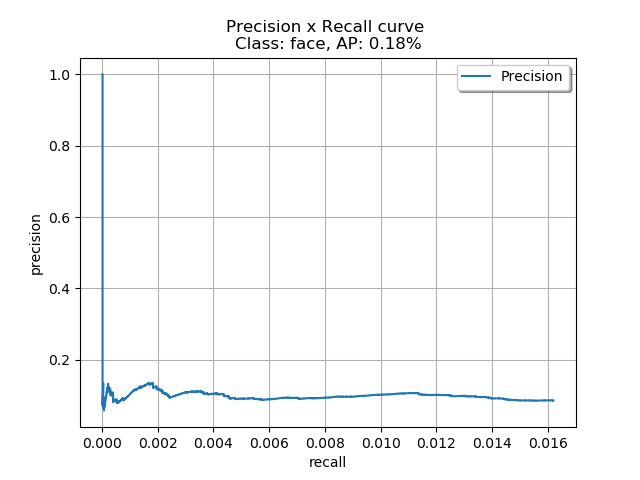 Precision x Recall curve
Class: face, AP: 0.18%
Precision
1.0
0.8
0.6
0.4
0.2
precision
0.000 0.002 0.004 0.006 0.008 0.010 0.012 0.014 0.016
recall